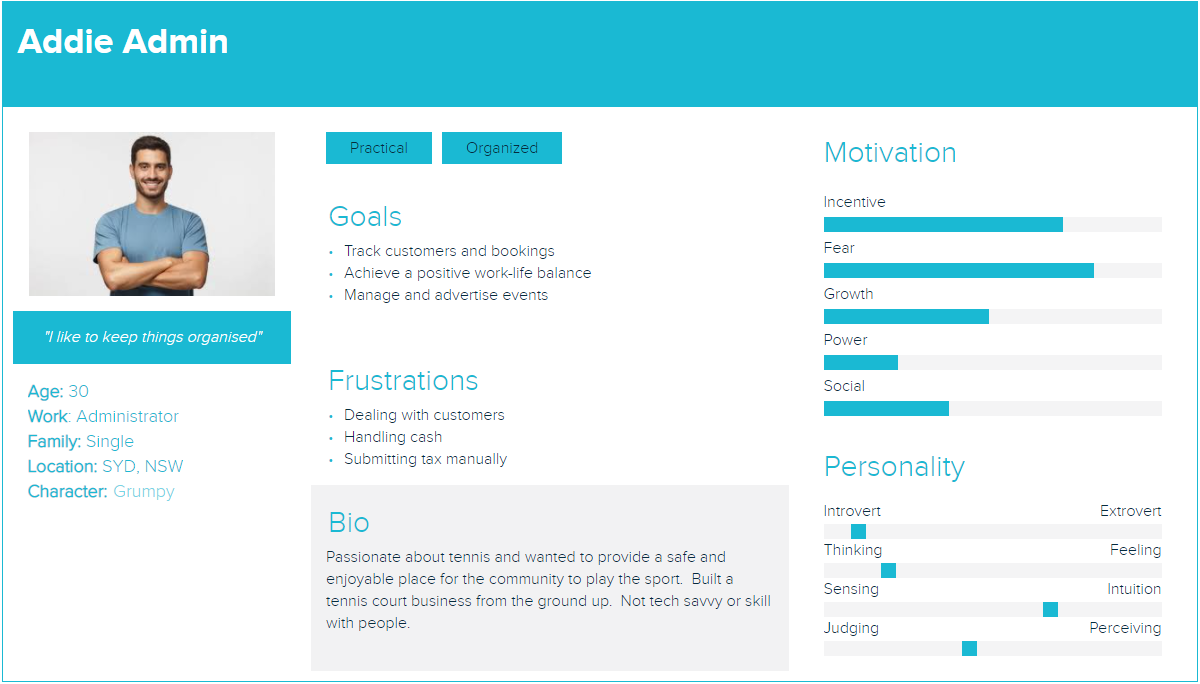 Addie Admin
"I like to keep things organised"
Age: 30
Work: Administrator
Family: Single
Location: SYD, NSW
Character: Grumpy
Practical
Organized
Goals
• Track customers and bookings
• Achieve a positive work-life balance
• Manage and advertise events
Frustrations
• Dealing with customers
• Handling cash
• Submitting tax manually
Bio
Passionate about tennis and wanted to provide a safe and
enjoyable place for the community to play the sport.  Built a
tennis court business from the ground up.  Not tech savvy or skill
with people.
Motivation
Incentive
Fear
Growth
Power
Social
Personality
Introvert Extrovert
Thinking Feeling
Sensing Intuition
Judging Perceiving